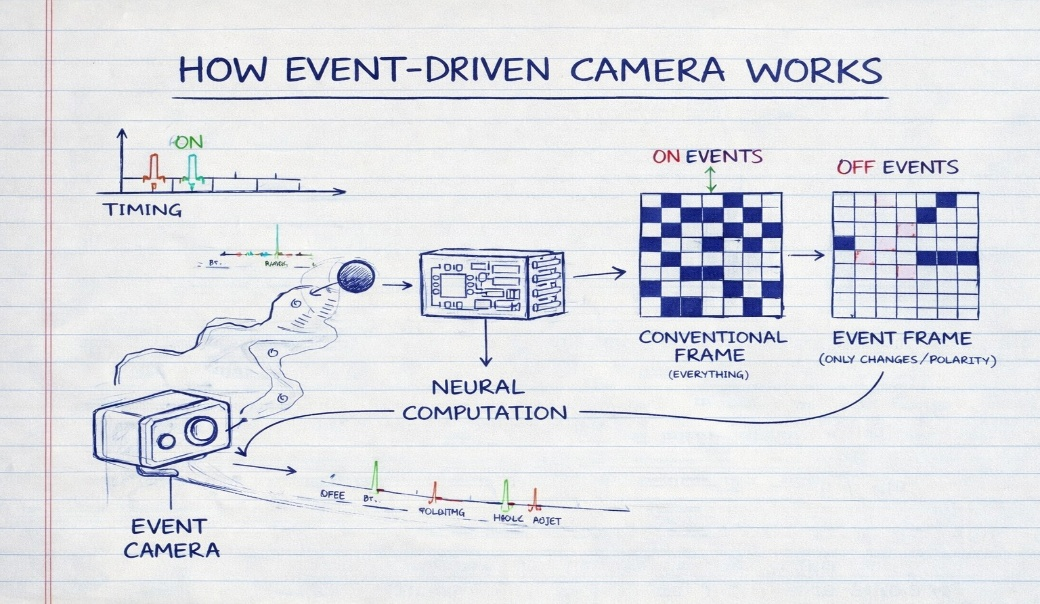 HOW EVENT-DRIVEN CAMERA WORKS
ON
TIMING
ON EVENTS
OFF EVENTS
CONVENTIONAL
FRAME
(EVERYTHING)
EVENT FRAME
(ONLY CHANGES/POLARITY)
NEURAL
COMPUTATION
EVENT
CAMERA